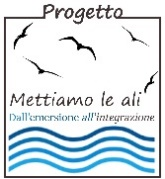 Progetto
Mettiamo le ali
Dall'emersione all'integrazione